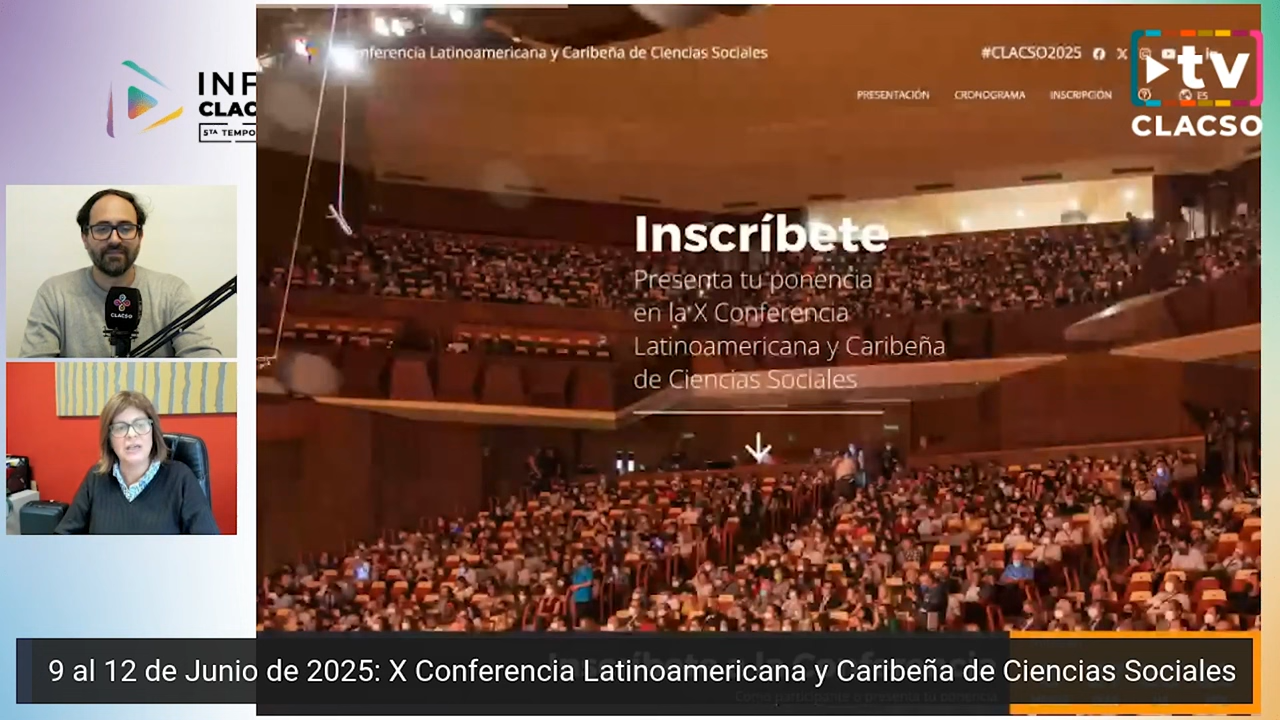 Conferencia Latinoamericana y Caribeña de Ciencias Sociales
#CLACSO2025
PRESENTACIÓN
CRONOGRAMA
INSCRIPCIÓN
ES
tv
CLACSO
INF
CLAC
5TA TEMPO
CLACSO
Inscríbete
Presenta tu ponencia
en la X Conferencia
Latinoamericana y Caribeña
de Ciencias Sociales
9 al 12 de Junio de 2025: X Conferencia Latinoamericana y Caribeña de Ciencias Sociales